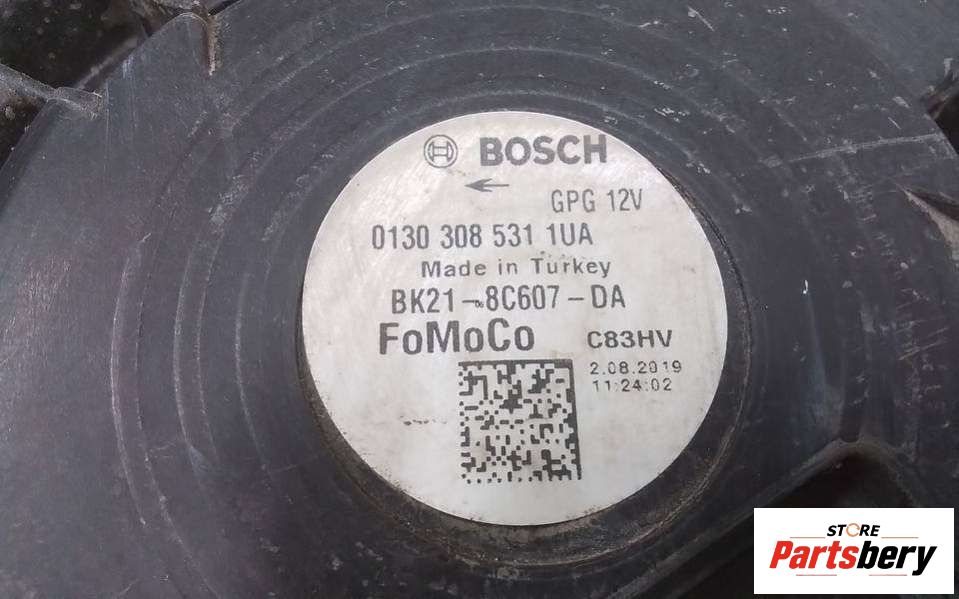 BOSCH
GPG 12V
0130 308 531 1UA
Made in Turkey
BK21-8C607-DA
FoMoCo C83HV
2.08.2019
11:24:02
STORE
Partsbery